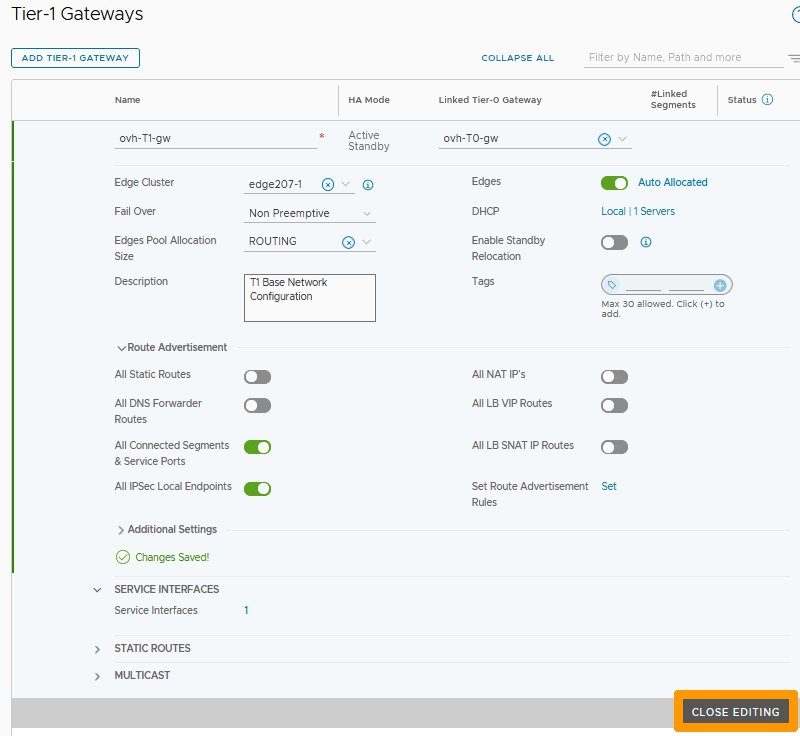 Tier-1 Gateways
ADD TIER-1 GATEWAY
COLLAPSE ALL
Filter by Name, Path and more
Name
HA Mode
Linked Tier-0 Gateway
#Linked
Segments
Status
ovh-T1-gw *
Active
Standby
ovh-T0-gw
Edge Cluster
edge207-1
Edges
Auto Allocated
Fail Over
Non Preemptive
DHCP
Local | 1 Servers
Edges Pool Allocation
Size
ROUTING
Enable Standby
Relocation
Description
T1 Base Network
Configuration
Tags
Max 30 allowed. Click (+) to
add.
Route Advertisement
All Static Routes
All NAT IP's
All DNS Forwarder
Routes
All LB VIP Routes
All Connected Segments
& Service Ports
All LB SNAT IP Routes
All IPSec Local Endpoints
Set Route Advertisement
Rules
Set
Additional Settings
Changes Saved!
SERVICE INTERFACES
Service Interfaces
1
STATIC ROUTES
MULTICAST
CLOSE EDITING